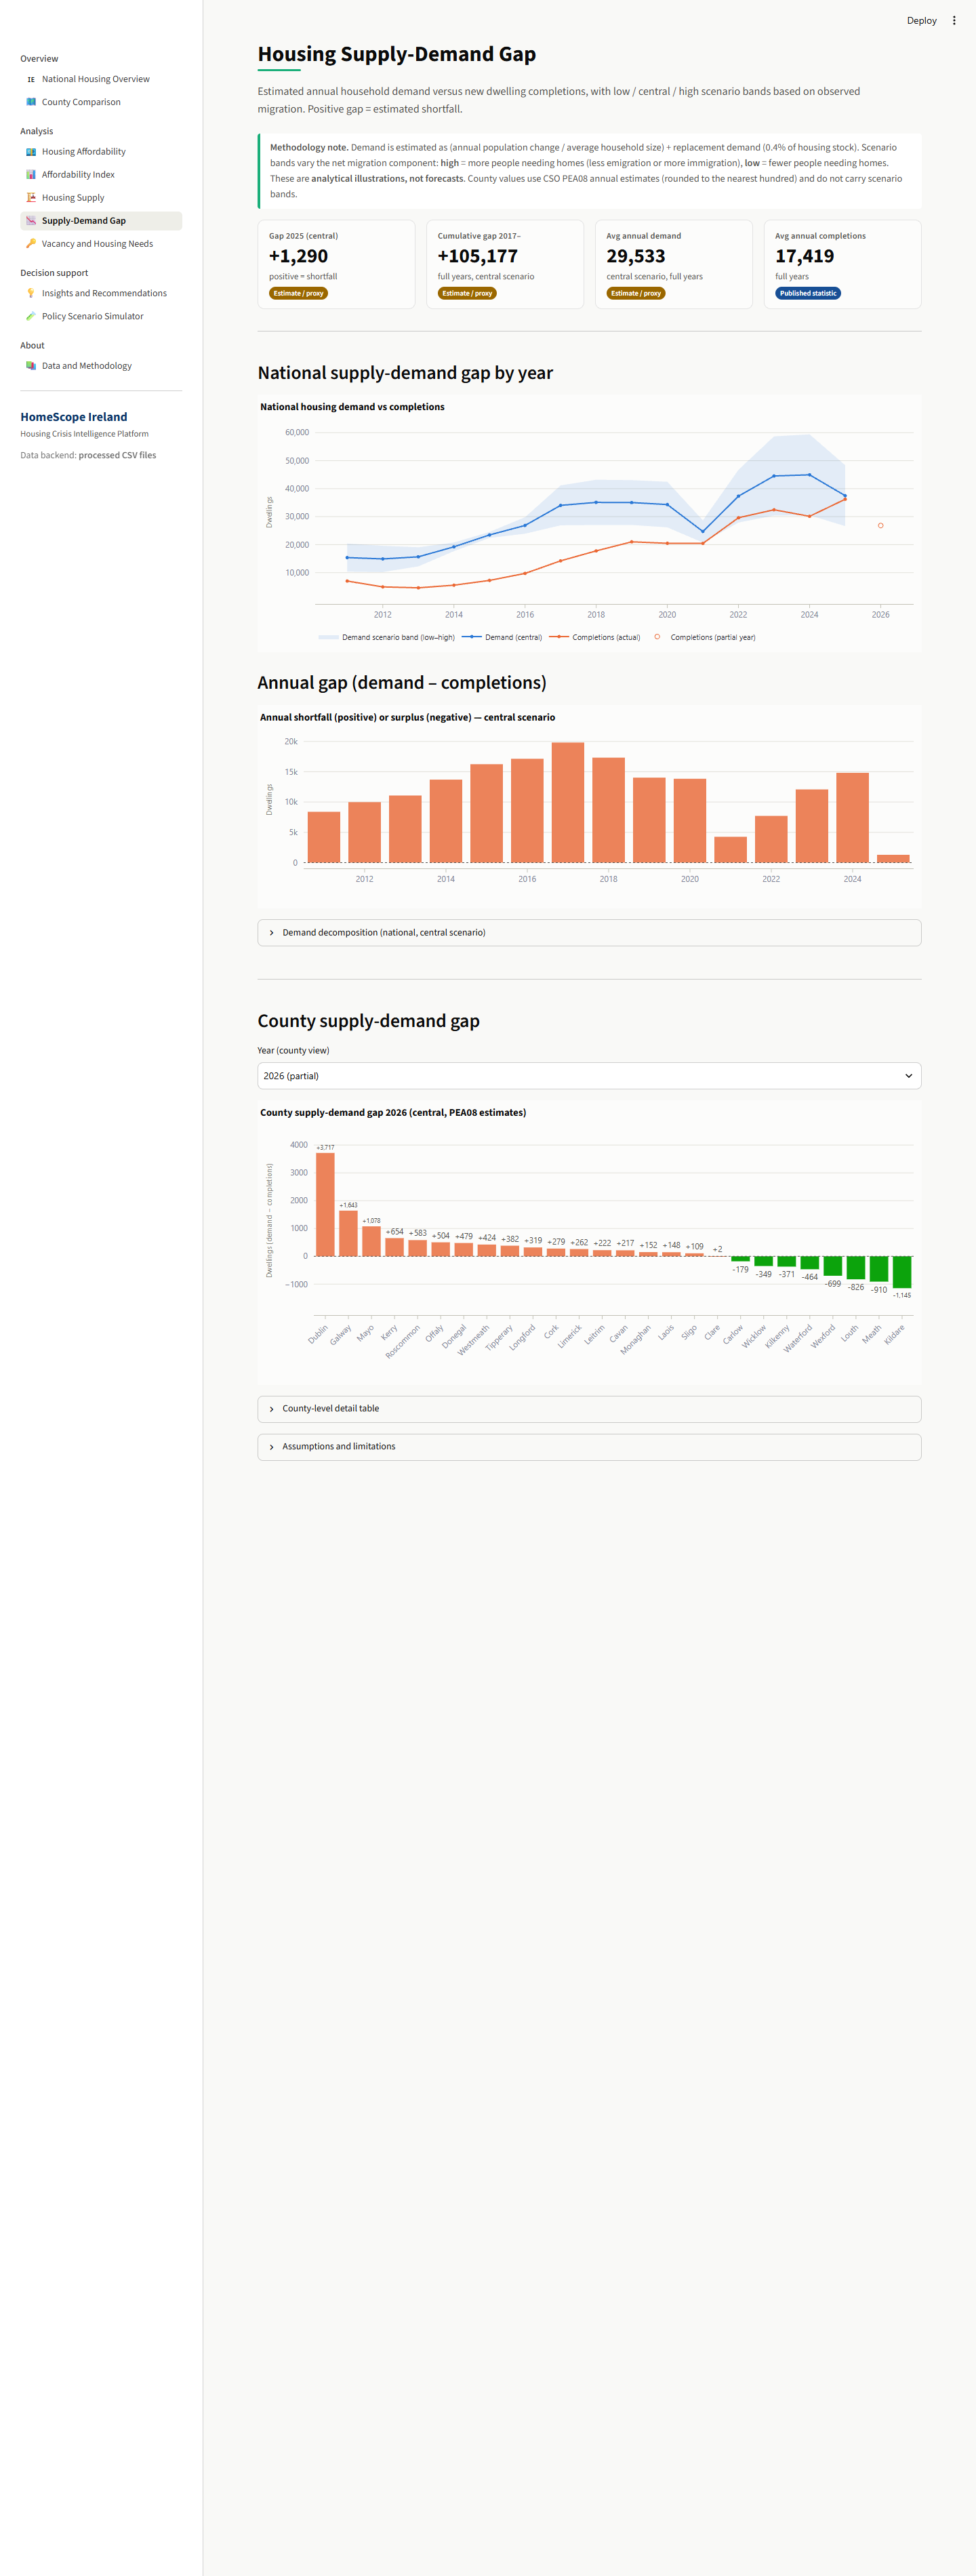 Deploy
Overview
IE National Housing Overview
County Comparison
Analysis
Housing Affordability
Affordability Index
Housing Supply
Supply-Demand Gap
Vacancy and Housing Needs
Decision support
Insights and Recommendations
Policy Scenario Simulator
About
Data and Methodology
HomeScope Ireland
Housing Crisis Intelligence Platform
Data backend: processed CSV files
Housing Supply-Demand Gap
Estimated annual household demand versus new dwelling completions, with low / central / high scenario bands based on observed
migration. Positive gap = estimated shortfall.
Methodology note. Demand is estimated as (annual population change / average household size) + replacement demand (0.4% of housing stock). Scenario
bands vary the net migration component: high = more people needing homes (less emigration or more immigration), low = fewer people needing homes.
These are analytical illustrations, not forecasts. County values use CSO PEA08 annual estimates (rounded to the nearest hundred) and do not carry scenario
bands.
Gap 2025 (central)
+1,290
positive = shortfall
Estimate / proxy
Cumulative gap 2017–
+105,177
full years, central scenario
Estimate / proxy
Avg annual demand
29,533
central scenario, full years
Estimate / proxy
Avg annual completions
17,419
full years
Published statistic
National supply-demand gap by year
National housing demand vs completions
60,000
50,000
40,000
30,000
20,000
10,000
Dwellings
2012 2014 2016 2018 2020 2022 2024 2026
Demand scenario band (low–high) Demand (central) Completions (actual) Completions (partial year)
Annual gap (demand – completions)
Annual shortfall (positive) or surplus (negative) — central scenario
20k
15k
10k
5k
0
Dwellings
2012 2014 2016 2018 2020 2022 2024
Demand decomposition (national, central scenario)
County supply-demand gap
Year (county view)
2026 (partial)
County supply-demand gap 2026 (central, PEA08 estimates)
4000
3000
2000
1000
0
−1000
Dwellings (demand − completions)
+3,717 +1,643 +1,078 +654 +583 +504 +479 +424 +382 +319 +279 +262 +222 +217 +152 +148 +109 +2 -179 -349 -371 -464 -699 -826 -910 -1,145
Dublin Galway Mayo Kerry Roscommon Offaly Donegal Westmeath Tipperary Longford Cork Limerick Leitrim Cavan Monaghan Laois Sligo Clare Carlow Wicklow Kilkenny Waterford Wexford Louth Meath Kildare
County-level detail table
Assumptions and limitations